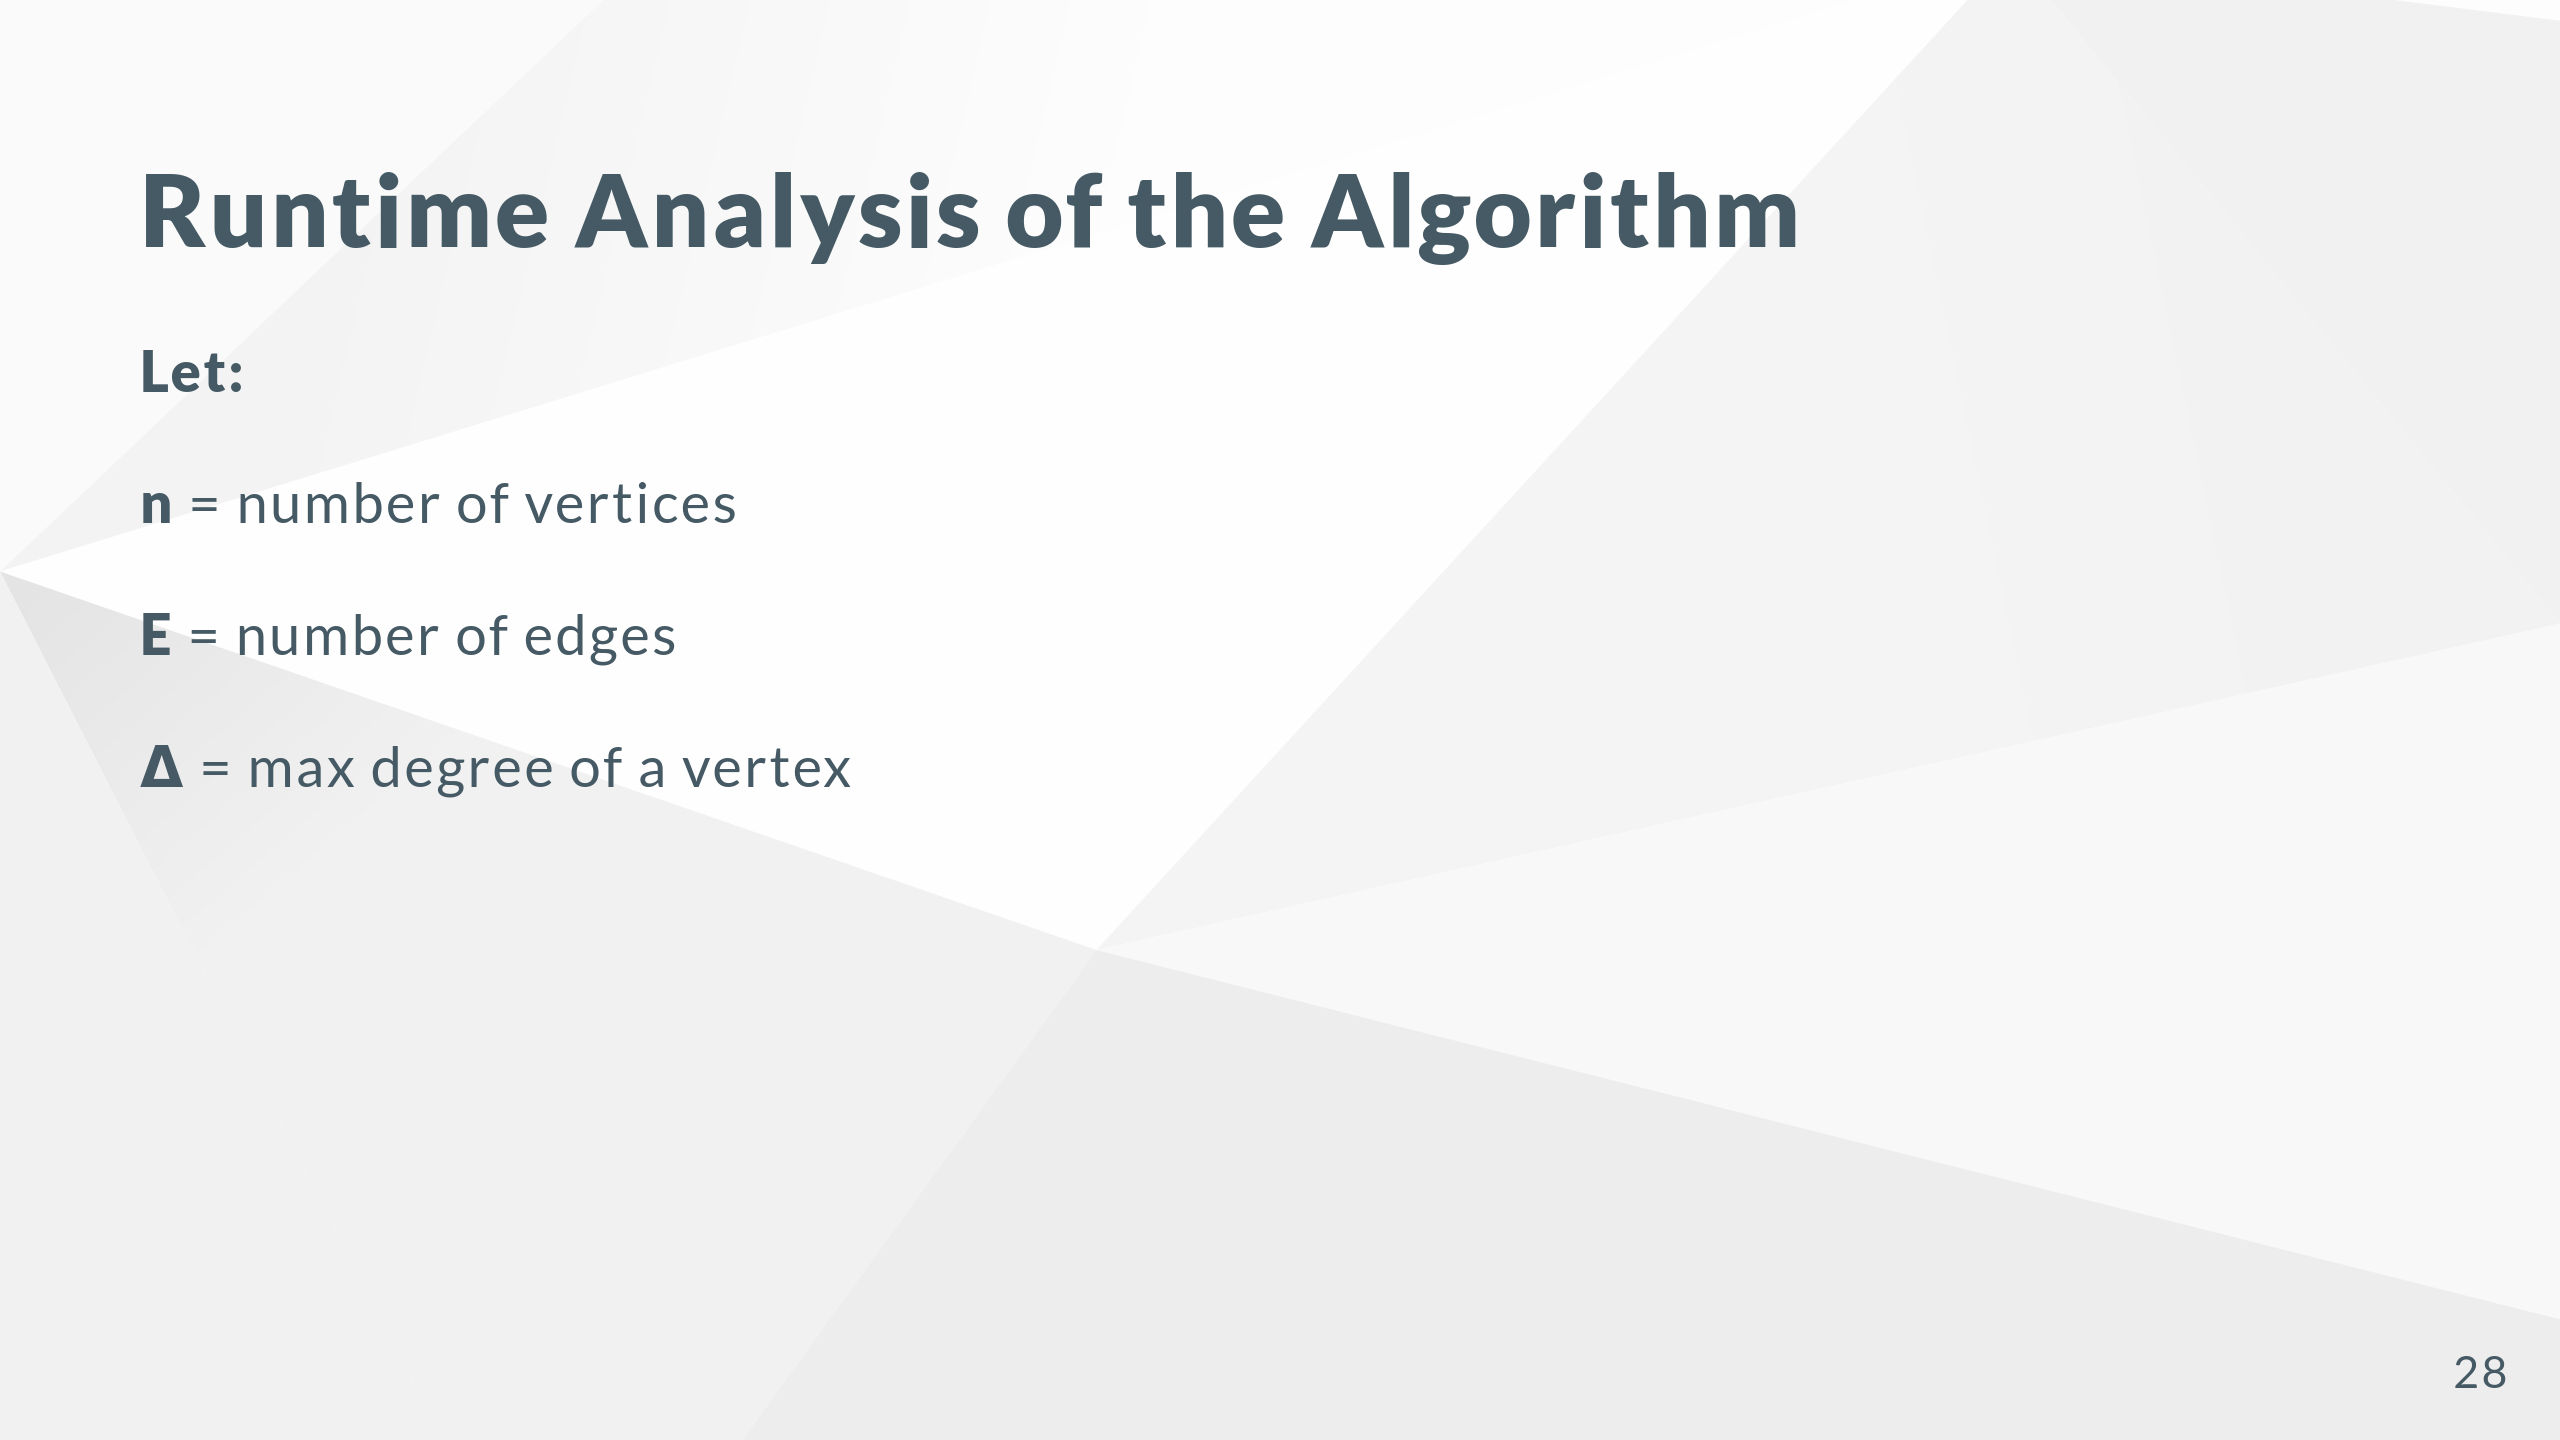 Runtime Analysis of the Algorithm
Let:
n = number of vertices
E = number of edges
Δ = max degree of a vertex
28